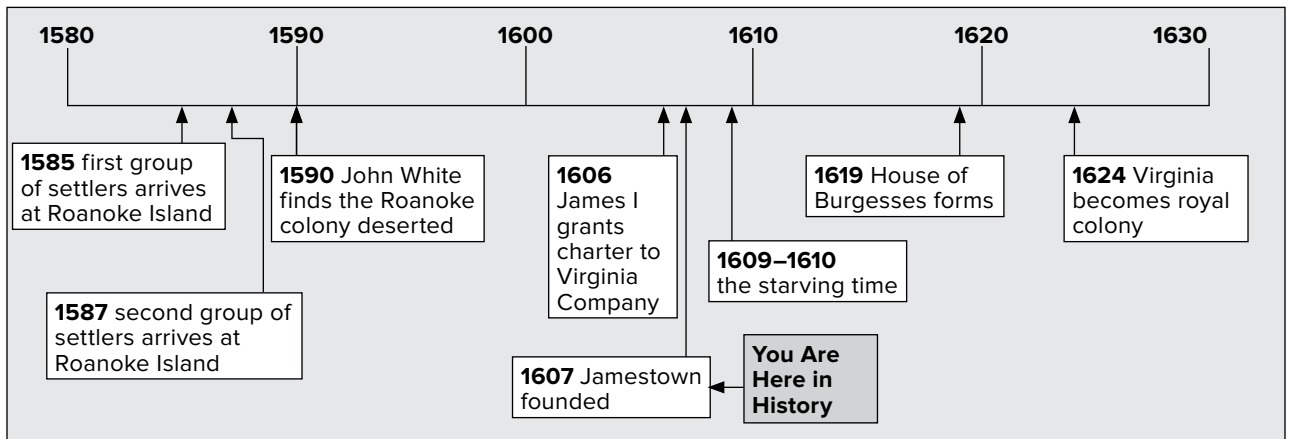 1580
1590
1600
1610
1620
1630
1585 first group
of settlers arrives
at Roanoke Island
1587 second group of
settlers arrives at
Roanoke Island
1590 John White
finds the Roanoke
colony deserted
1606
James I
grants
charter to
Virginia
Company
1607 Jamestown
founded
You Are
Here in
History
1609–1610
the starving time
1619 House of
Burgesses forms
1624 Virginia
becomes royal
colony